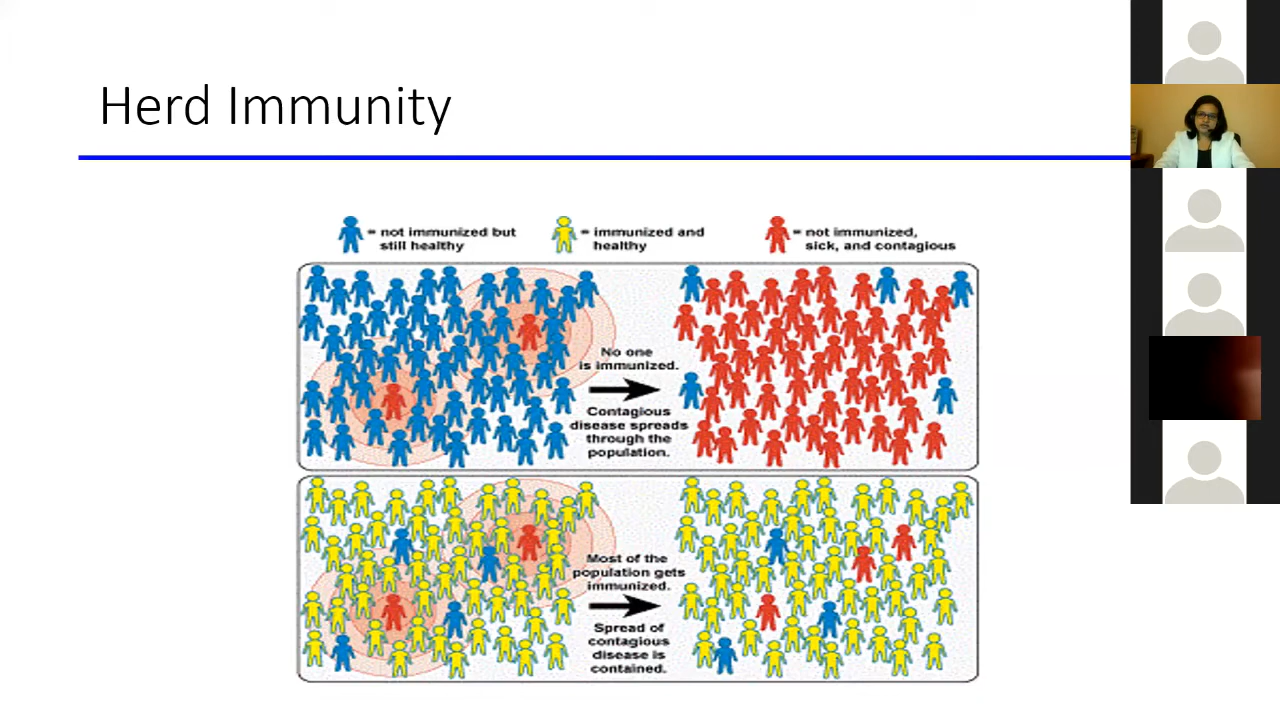 Herd Immunity
= not immunized but
still healthy
= immunized and
healthy
= not immunized,
sick, and contagious
No one
is immunized.
Contagious
disease spreads
through the
population.
Most of the
population gets
immunized.
Spread of
contagious
disease is
contained.